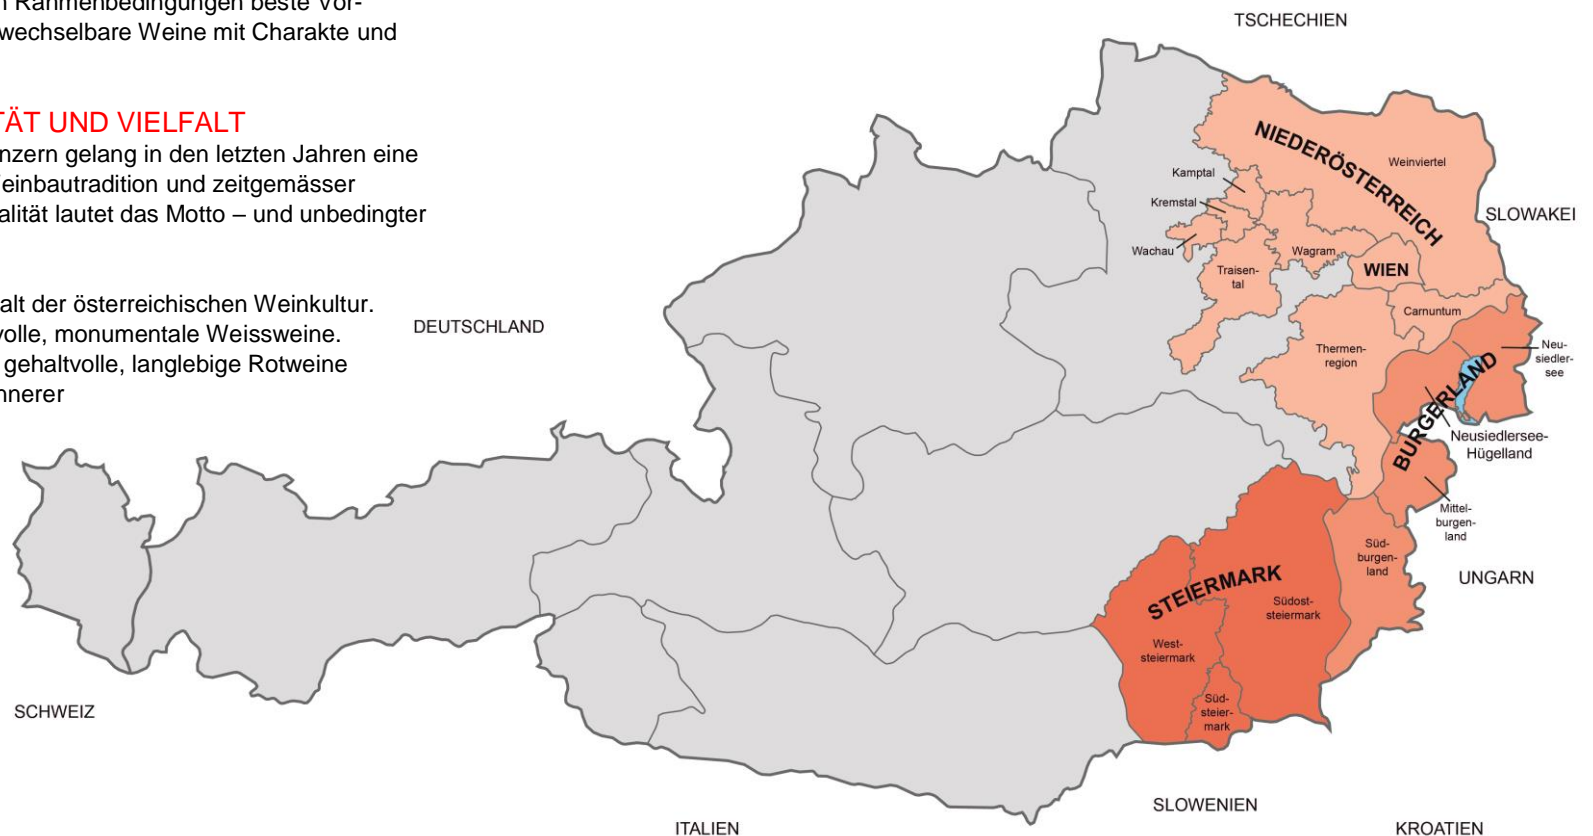 n Rahmenbedingungen beste Vor-
wechselbare Weine mit Charakte und
TÄT UND VIELFALT
nzern gelang in den letzten Jahren eine
einbautradition und zeitgemässer
alität lautet das Motto – und unbedingter
alt der österreichischen Weinkultur.
volle, monumentale Weissweine.
gehaltvolle, langlebige Rotweine
nnerer
TSCHECHIEN
NIEDERÖSTERREICH
Weinviertel
Kamptal
Kremstal
SLOWAKEI
Wachau
Wagram
WIEN
Traisen-
tal
Carnuntum
DEUTSCHLAND
Thermen-
region
Neu-
siedler-
see
BURGERLAND
Neusiedlersee-
Hügelland
Mittel-
burgen-
land
Süd-
burgen-
land
UNGARN
STEIERMARK
Südost-
steiermark
West-
steiermark
Süd-
steier-
mark
SCHWEIZ
SLOWENIEN
ITALIEN
KROATIEN